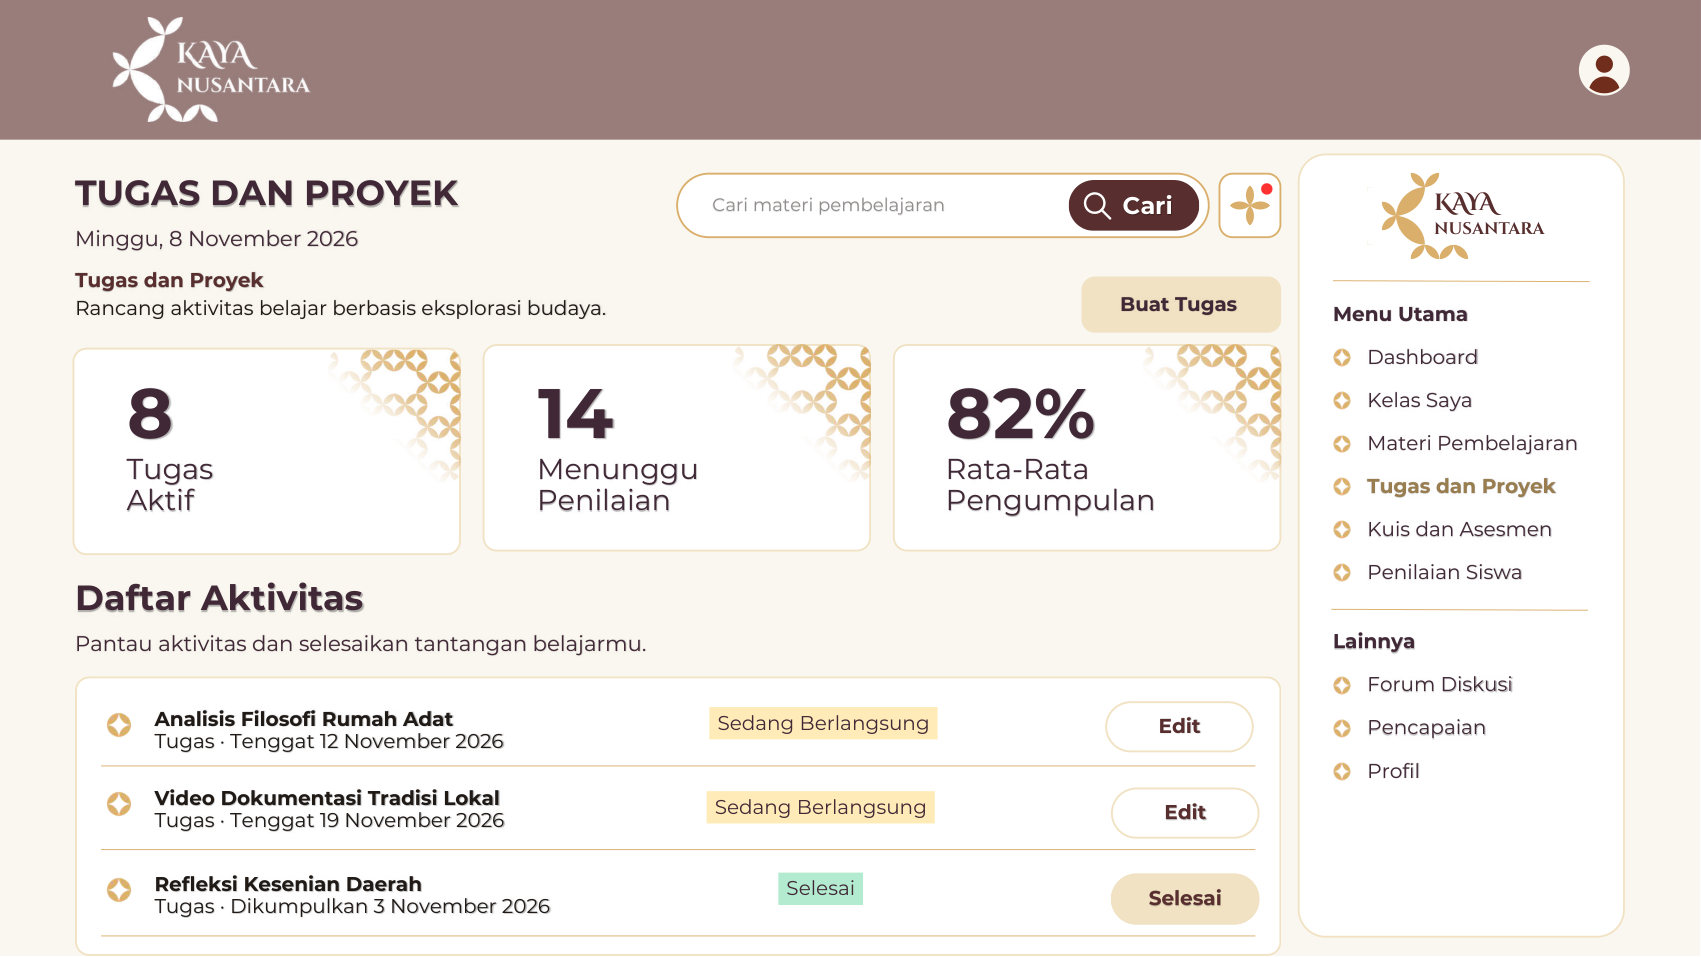 KAYA
NUSANTARA
TUGAS DAN PROYEK
Minggu, 8 November 2026
Cari materi pembelajaran
Cari
Tugas dan Proyek
Rancang aktivitas belajar berbasis eksplorasi budaya.
Buat Tugas
8
Tugas
Aktif
14
Menunggu
Penilaian
82%
Rata-Rata
Pengumpulan
Daftar Aktivitas
Pantau aktivitas dan selesaikan tantangan belajarmu.
Analisis Filosofi Rumah Adat
Tugas · Tenggat 12 November 2026
Sedang Berlangsung
Edit
Video Dokumentasi Tradisi Lokal
Tugas · Tenggat 19 November 2026
Sedang Berlangsung
Edit
Refleksi Kesenian Daerah
Tugas · Dikumpulkan 3 November 2026
Selesai
Selesai
KAYA
NUSANTARA
Menu Utama
Dashboard
Kelas Saya
Materi Pembelajaran
Tugas dan Proyek
Kuis dan Asesmen
Penilaian Siswa
Lainnya
Forum Diskusi
Pencapaian
Profil